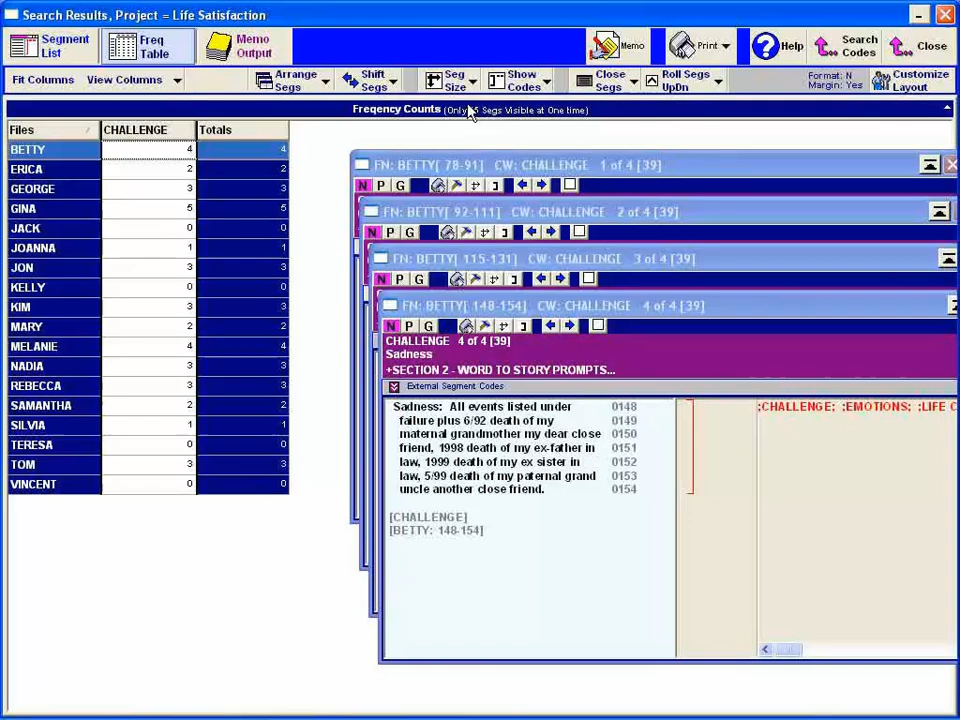 Search Results, Project = Life Satisfaction
Segment List
Freq Table
Memo Output
Memo
Print
Help
Search Codes
Close
Fit Columns
View Columns
Arrange Segs
Shift Segs
Seg Size
Show Codes
Close Segs
Roll Segs UpDn
Format: N
Margin: Yes
Customize Layout
Freqency Counts (Only 5 Segs Visible at One time)
Files CHALLENGE Totals
BETTY 4 4
ERICA 2 2
GEORGE 3 3
GINA 5 5
JACK 0 0
JOANNA 1 1
JON 3 3
KELLY 0 0
KIM 3 3
MARY 2 2
MELANIE 4 4
NADIA 3 3
REBECCA 3 3
SAMANTHA 2 2
SILVIA 1 1
TERESA 0 0
TOM 3 3
VINCENT 0 0
FN: BETTY[ 78-91] CW: CHALLENGE 1 of 4 [39]
N P G
FN: BETTY[ 92-111] CW: CHALLENGE 2 of 4 [39]
N P G
FN: BETTY[ 115-131] CW: CHALLENGE 3 of 4 [39]
N P G
FN: BETTY[ 148-154] CW: CHALLENGE 4 of 4 [39]
N P G
CHALLENGE 4 of 4 [39]
Sadness
+SECTION 2 - WORD TO STORY PROMPTS...
External Segment Codes
Sadness: All events listed under 0148 ;CHALLENGE; ;EMOTIONS; ;LIFE C
failure plus 6/92 death of my 0149
maternal grandmother my dear close 0150
friend, 1998 death of my ex-father in 0151
law, 1999 death of my ex sister in 0152
law, 5/99 death of my paternal grand 0153
uncle another close friend. 0154
[CHALLENGE]
[BETTY: 148-154]